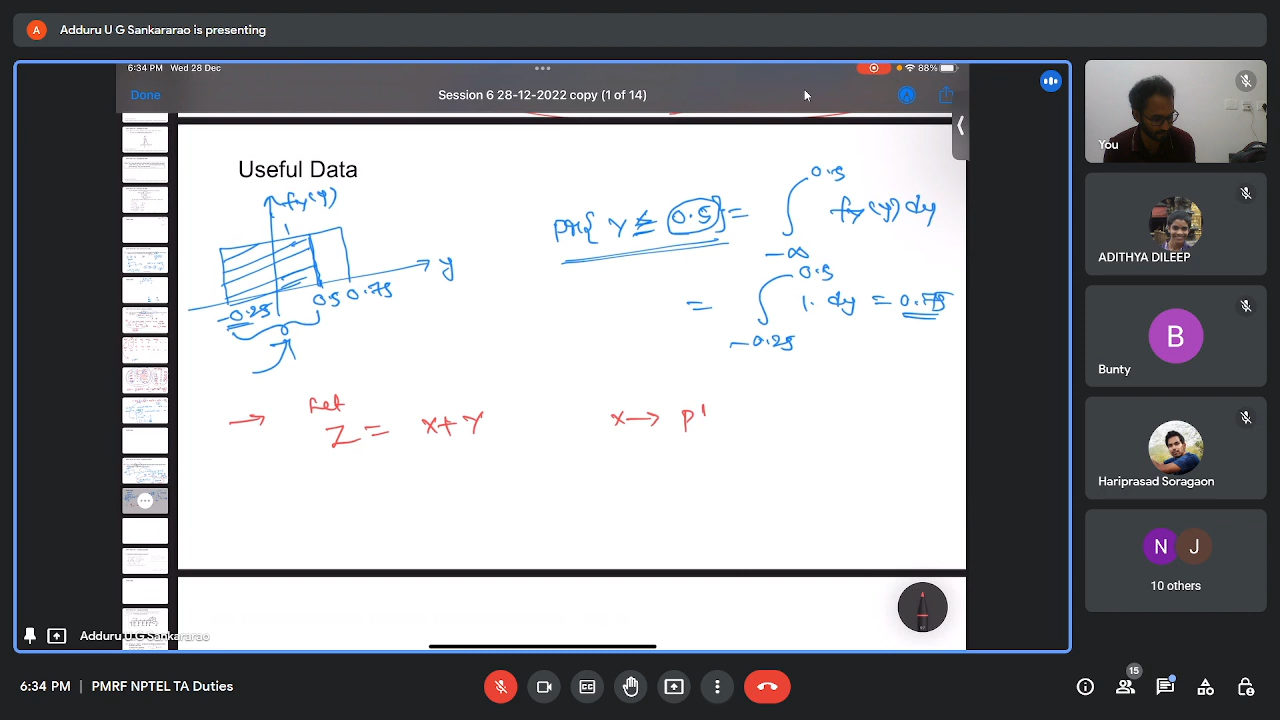 A Adduru U G Sankararao is presenting
6:34 PM Wed 28 Dec
88%
Done
Session 6 28-12-2022 copy (1 of 14)
Useful Data
fy(y)
1
y
-0.25
0
0.5 0.75
Pr{ Y ≤ 0.5 } = ∫ -∞ 0.5 fy(y) dy
= ∫ -0.25 0.5 1. dy = 0.75
→ Let
Z = X+Y
X → p
Adduru U G Sankararao
You
ADITHYA DILEEP
B
Bunty
Hariprasad Soragaon
N J
10 others
6:34 PM | PMRF NPTEL TA Duties
15